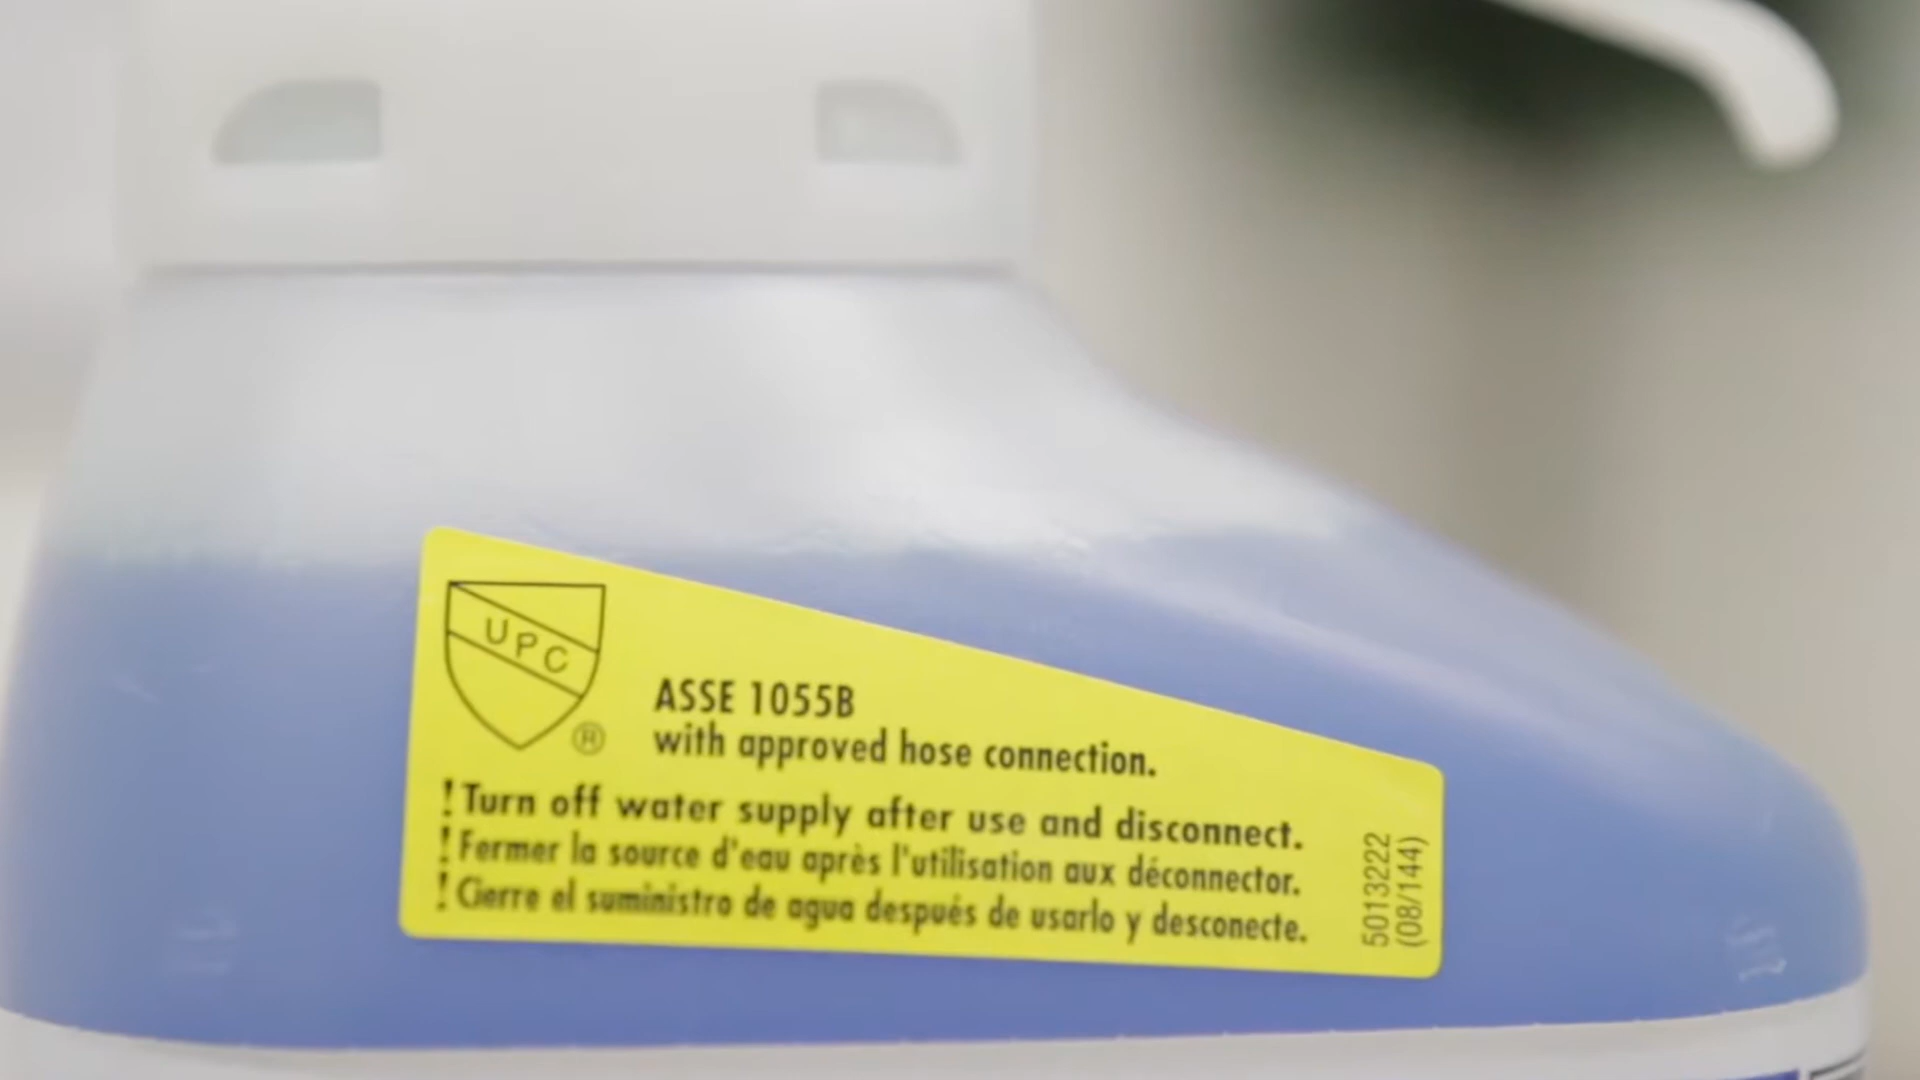 UPC
®
ASSE 1055B
with approved hose connection.
! Turn off water supply after use and disconnect.
! Fermer la source d'eau après l'utilisation aux déconnector.
! Cierre el suministro de agua después de usarlo y desconecte.
5013222
(08/144)